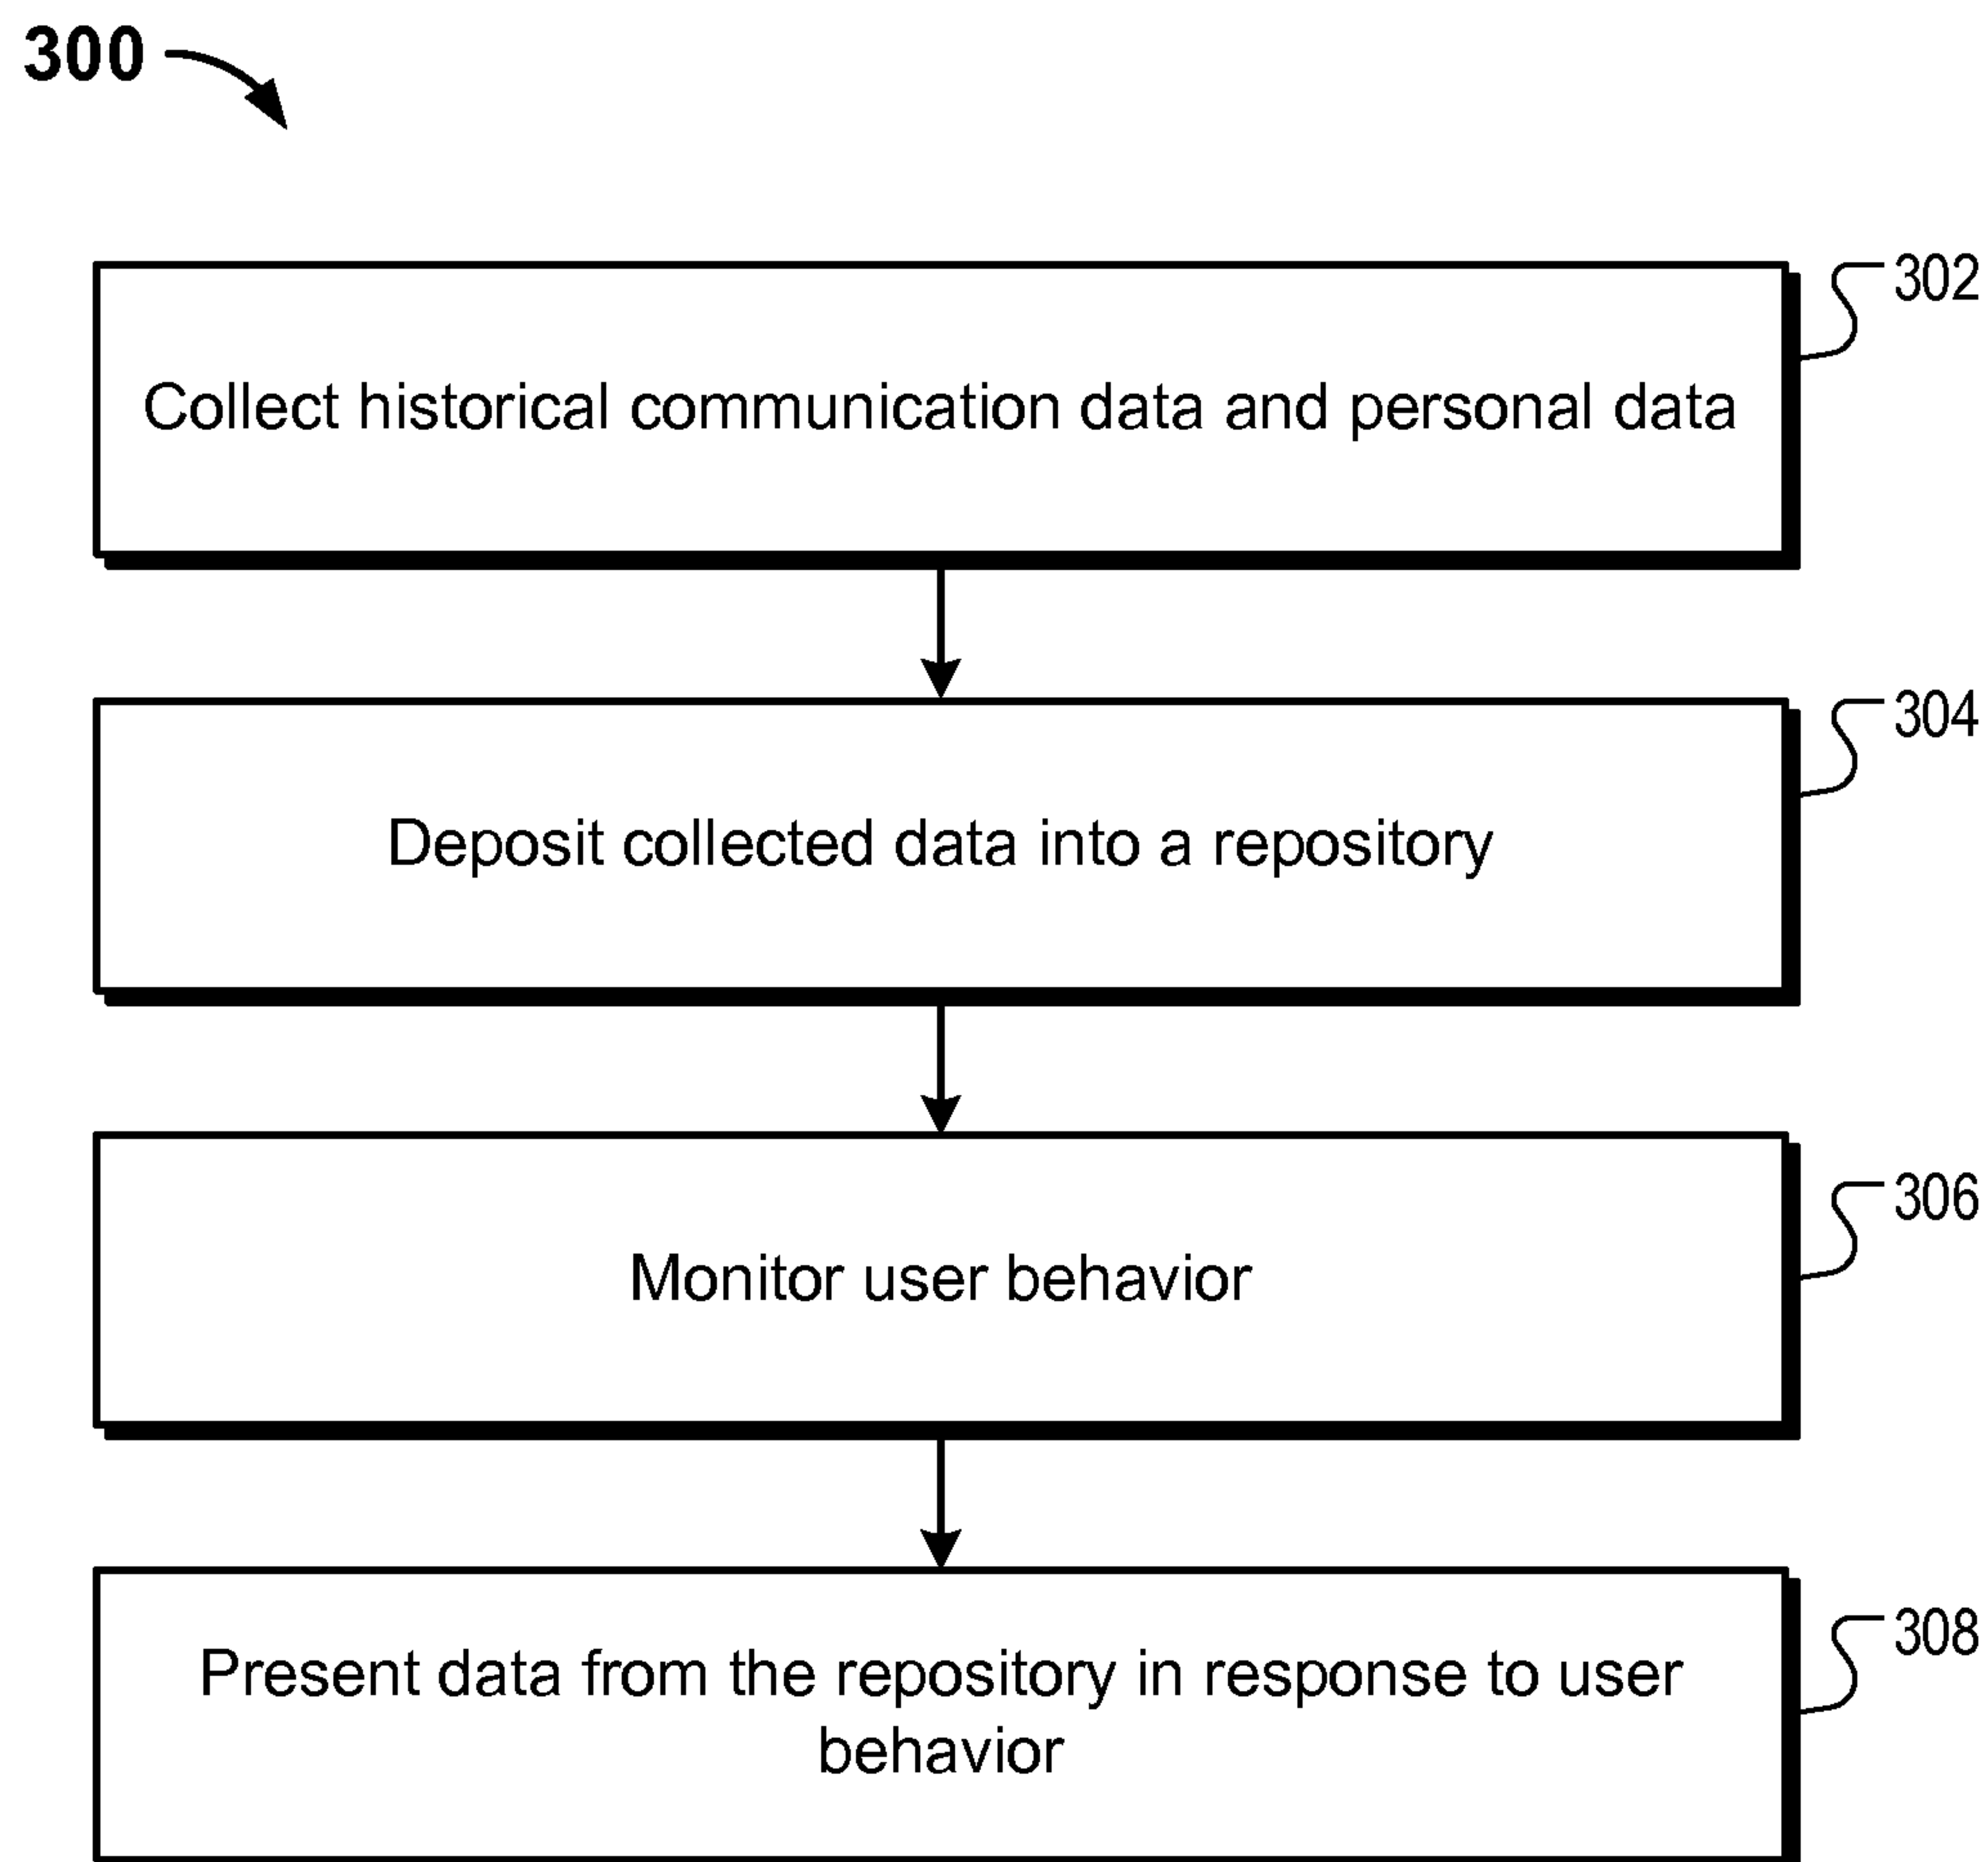 300
302
Collect historical communication data and personal data
304
Deposit collected data into a repository
306
Monitor user behavior
308
Present data from the repository in response to user
behavior